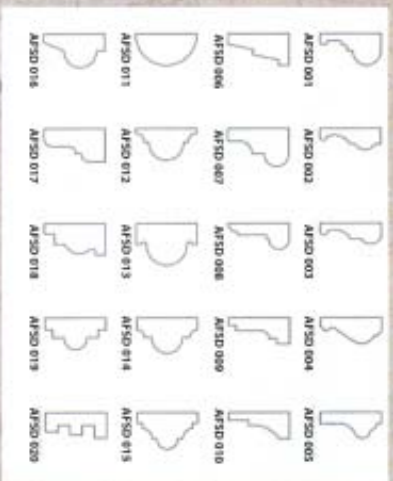 AFSD 001
AFSD 002
AFSD 003
AFSD 004
AFSD 005
AFSD 006
AFSD 007
AFSD 008
AFSD 009
AFSD 010
AFSD 011
AFSD 012
AFSD 013
AFSD 014
AFSD 015
AFSD 016
AFSD 017
AFSD 018
AFSD 019
AFSD 020